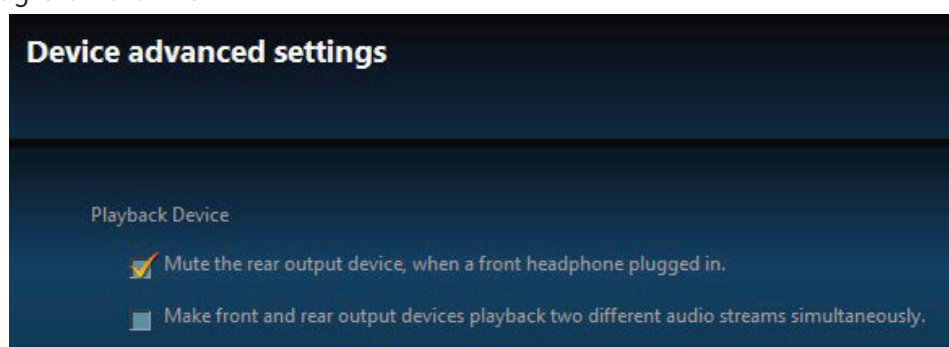 Device advanced settings
Playback Device
Mute the rear output device, when a front headphone plugged in.
Make front and rear output devices playback two different audio streams simultaneously.